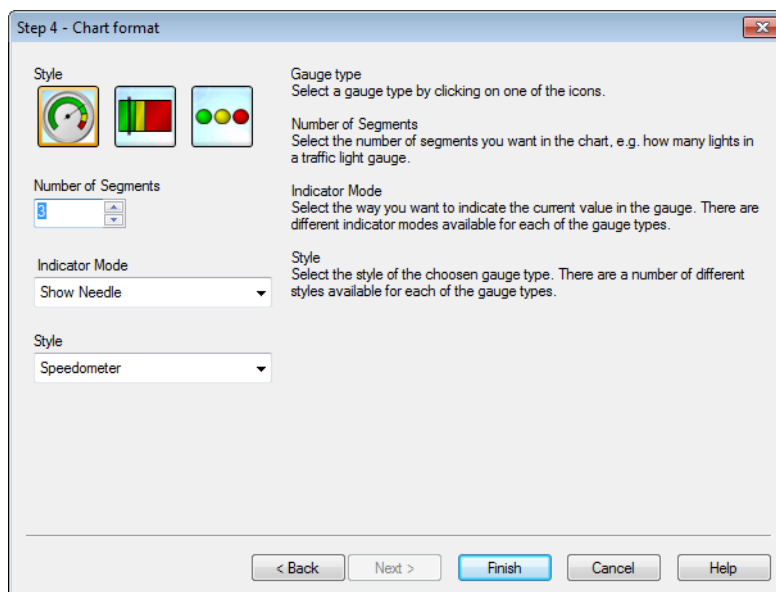 Step 4 - Chart format
Style
Number of Segments
3
Indicator Mode
Show Needle
Style
Speedometer
Gauge type
Select a gauge type by clicking on one of the icons.
Number of Segments
Select the number of segments you want in the chart, e.g. how many lights in
a traffic light gauge.
Indicator Mode
Select the way you want to indicate the current value in the gauge. There are
different indicator modes available for each of the gauge types.
Style
Select the style of the choosen gauge type. There are a number of different
styles available for each of the gauge types.
< Back
Next >
Finish
Cancel
Help